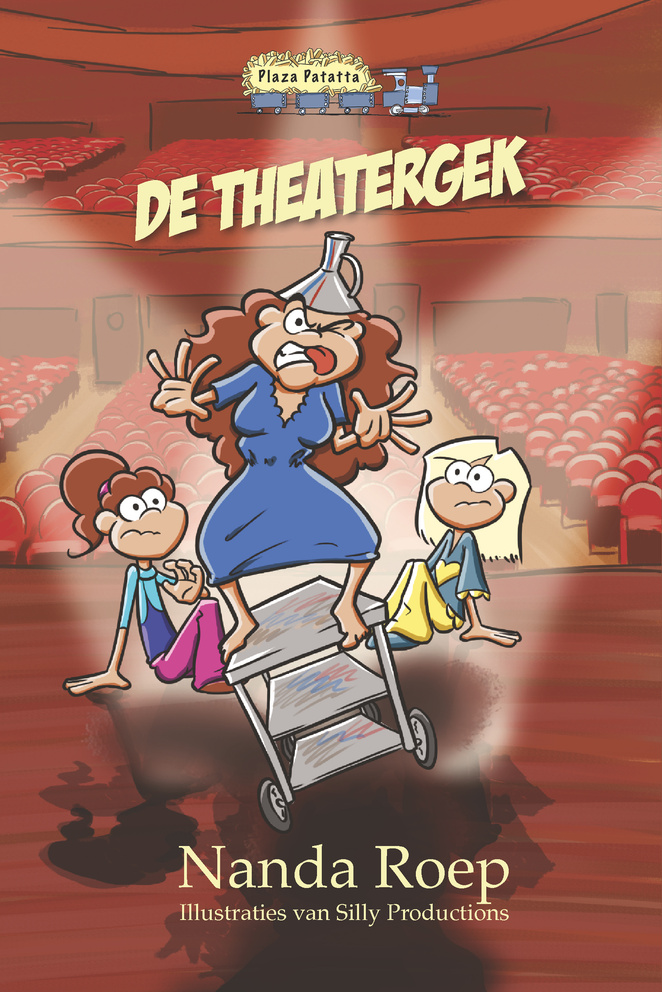 Plaza Patatta
DE THEATERGEK
Nanda Roep
Illustraties van Silly Productions